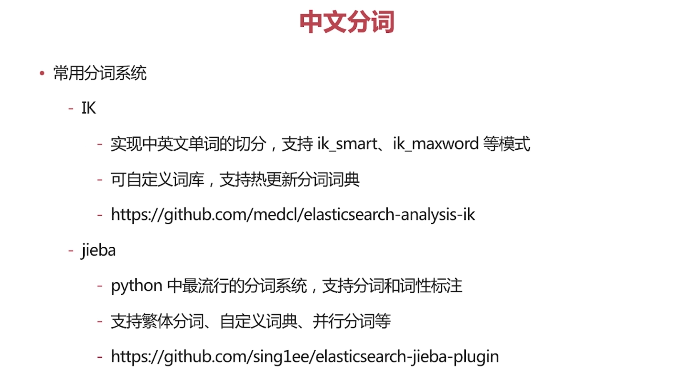 中文分词
• 常用分词系统
- IK
- 实现中英文单词的切分，支持 ik_smart、ik_maxword 等模式
- 可自定义词库，支持热更新分词词典
- https://github.com/medcl/elasticsearch-analysis-ik
- jieba
- python 中最流行的分词系统，支持分词和词性标注
- 支持繁体分词、自定义词典、并行分词等
- https://github.com/sing1ee/elasticsearch-jieba-plugin